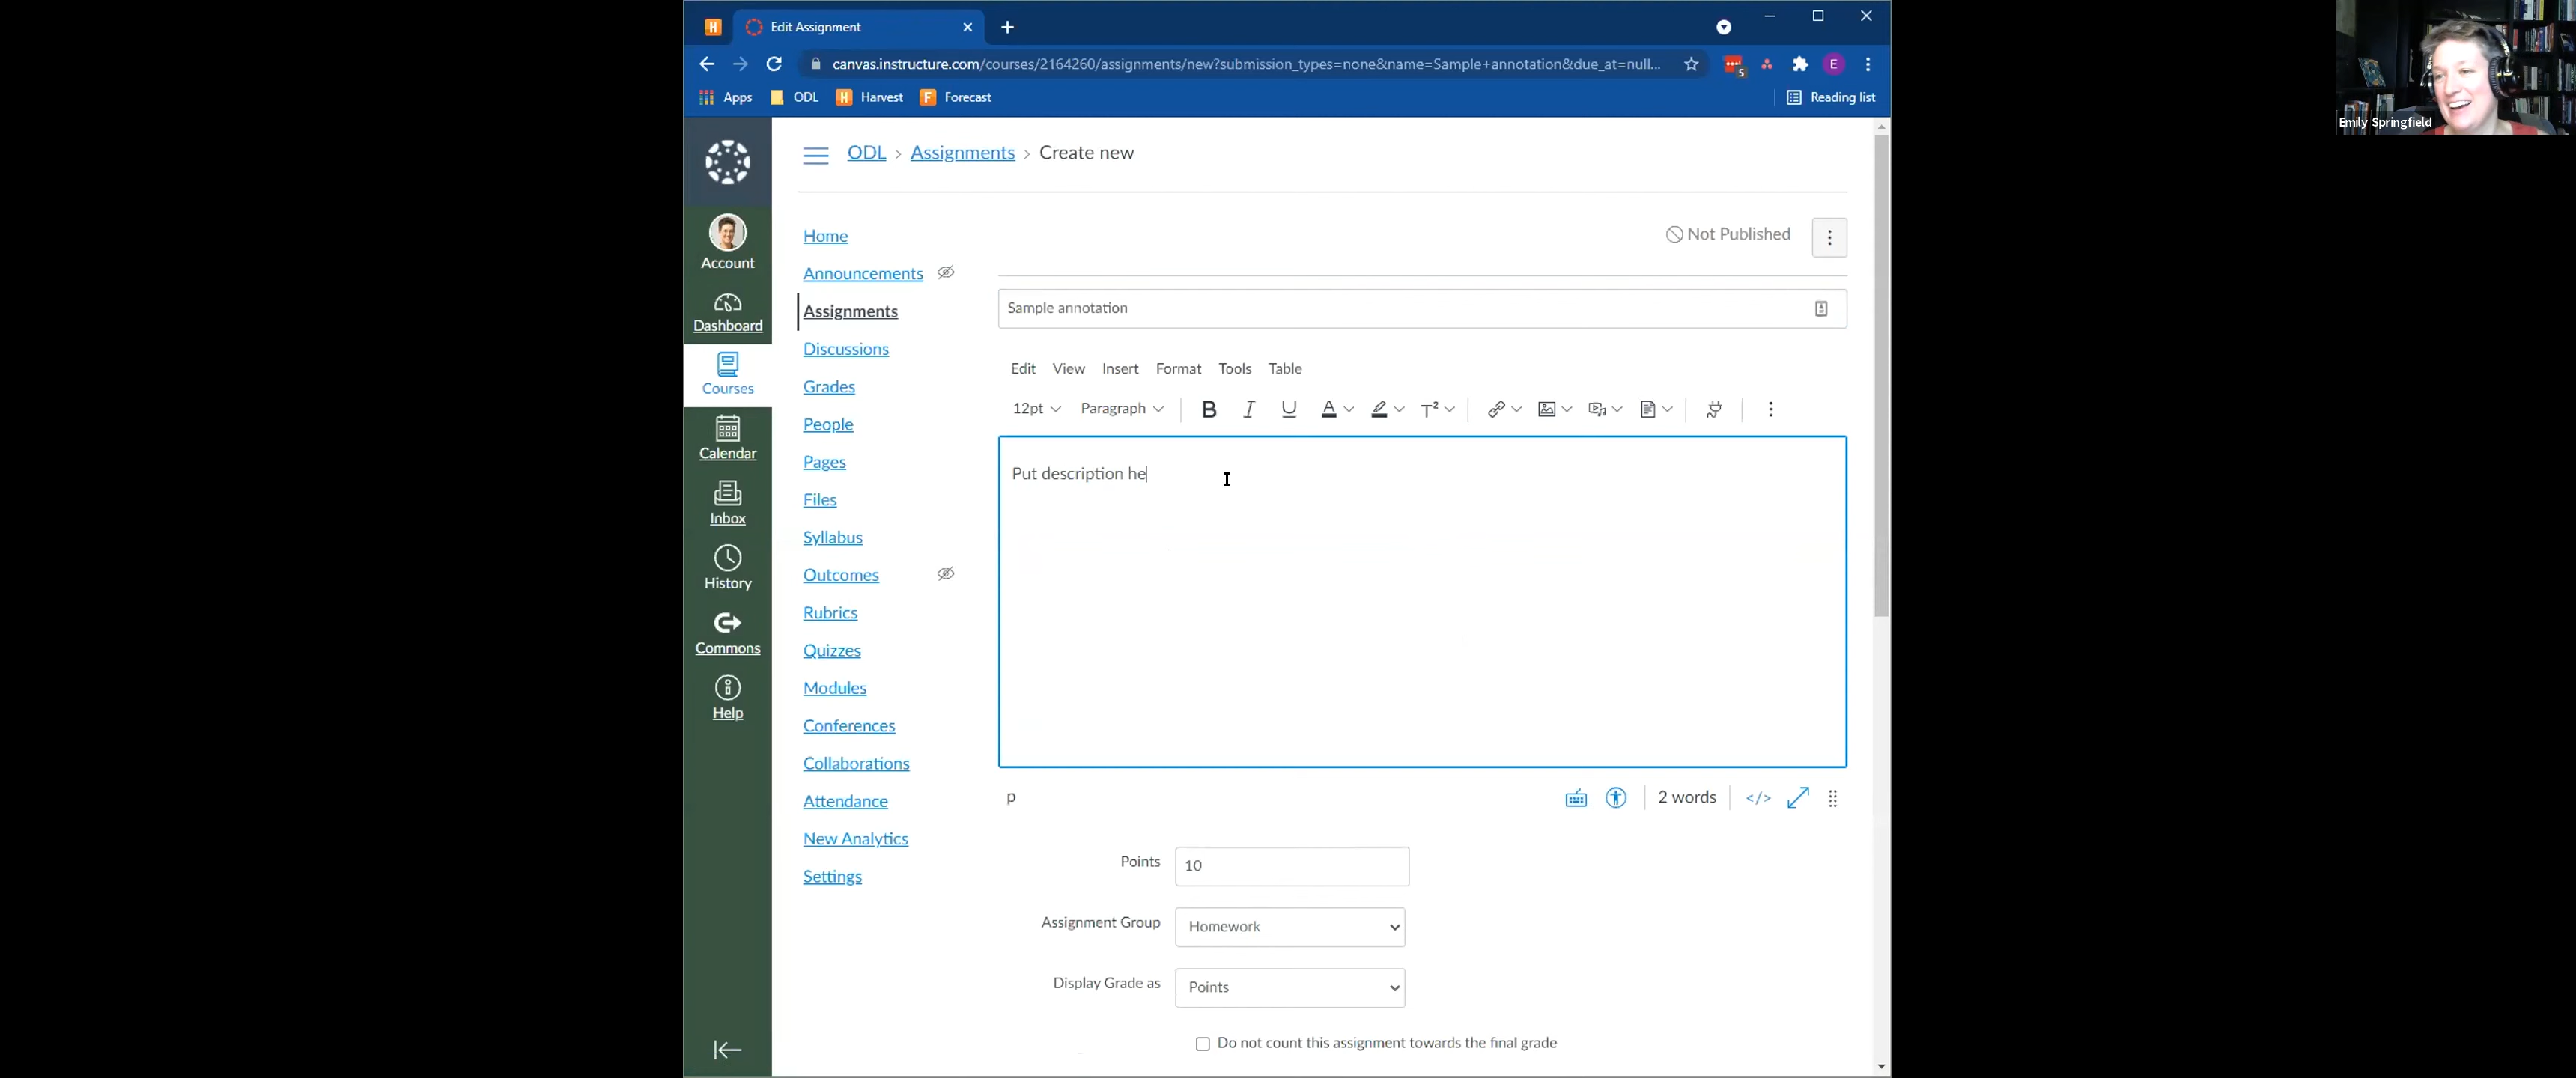 Edit Assignment
canvas.instructure.com/courses/2164260/assignments/new?submission_types=none&name=Sample+annotation&due_at=null...
5
E
Apps
ODL
H Harvest
F Forecast
Reading list
Emily Springfield
ODL > Assignments > Create new
Account
Dashboard
Courses
Calendar
Inbox
History
Commons
Help
Home
Announcements
Assignments
Discussions
Grades
People
Pages
Files
Syllabus
Outcomes
Rubrics
Quizzes
Modules
Conferences
Collaborations
Attendance
New Analytics
Settings
Not Published
Sample annotation
Edit View Insert Format Tools Table
12pt Paragraph B I U A T²
Put description he
p
2 words </>
Points 10
Assignment Group Homework
Display Grade as Points
Do not count this assignment towards the final grade